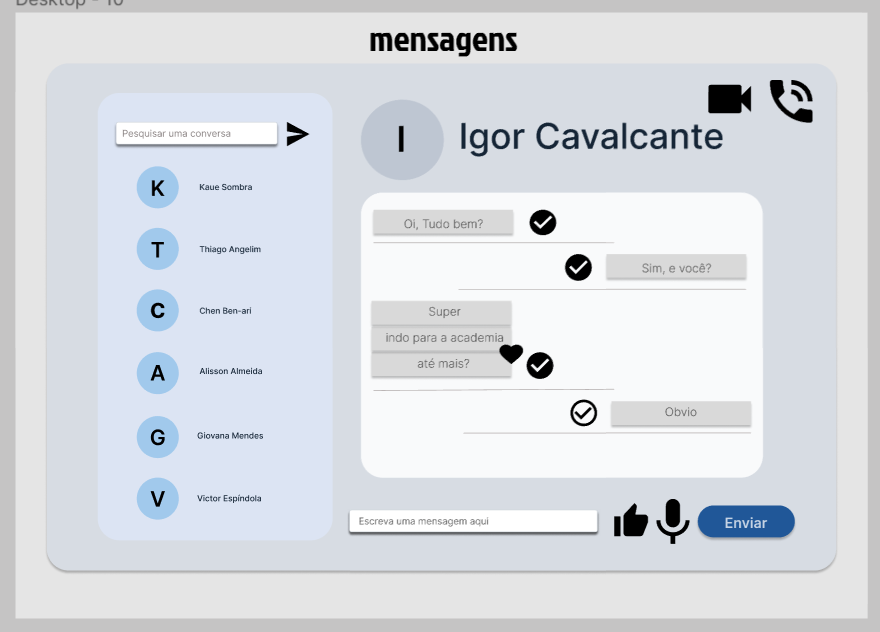 Desktop - 10
mensagens
Pesquisar uma conversa
K
Kaue Sombra
T
Thiago Angelim
C
Chen Ben-ari
A
Alisson Almeida
G
Giovana Mendes
V
Victor Espíndola
I
Igor Cavalcante
Oi, Tudo bem?
Sim, e você?
Super
indo para a academia
até mais?
Obvio
Escreva uma mensagem aqui
Enviar